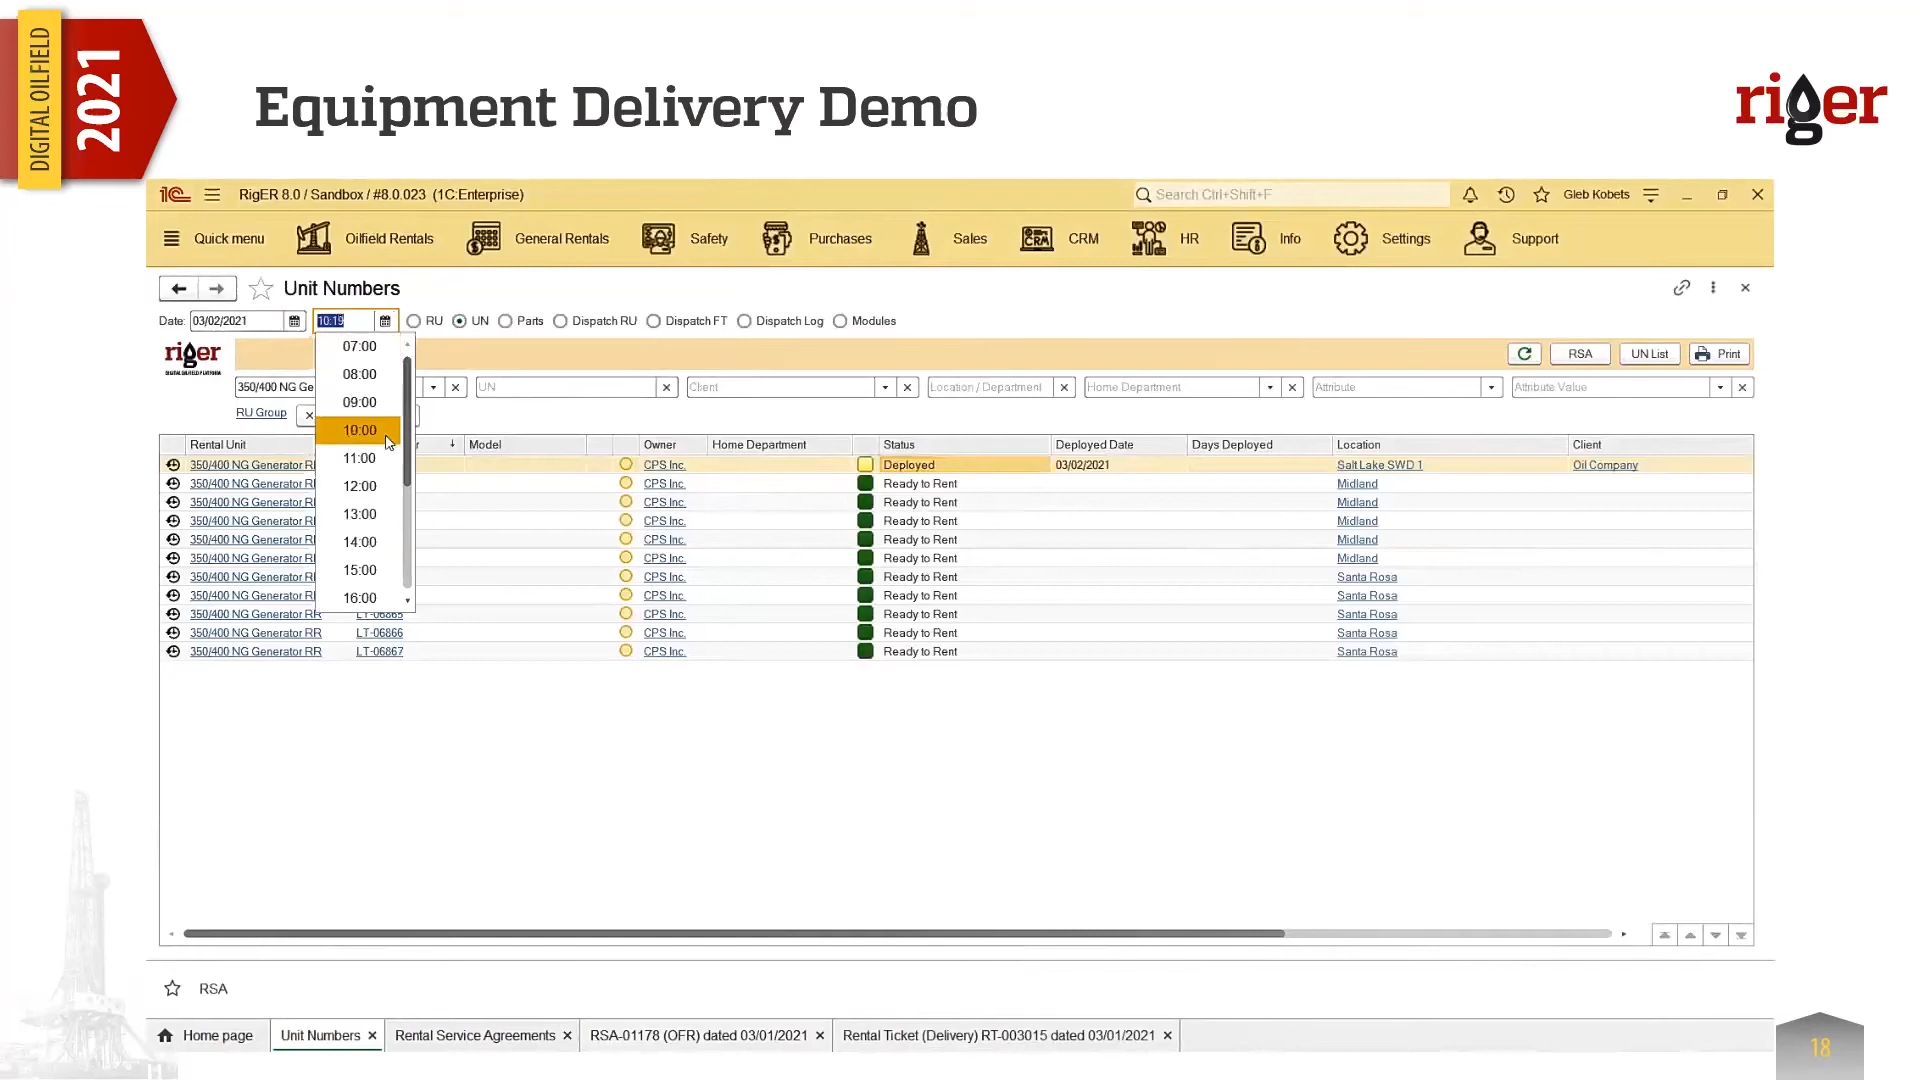 DIGITAL OILFIELD
2021
Equipment Delivery Demo
riger
1C RigER 8.0 / Sandbox / #8.0.023 (1C:Enterprise) Search Ctrl+Shift+F Gleb Kobets
Quick menu Oilfield Rentals General Rentals Safety Purchases Sales CRM CRM HR Info Settings Support
Unit Numbers
Date: 03/02/2021 10:19 RU UN Parts Dispatch RU Dispatch FT Dispatch Log Modules
riger RSA UN List Print
DIGITAL OILFIELD PLATFORM
350/400 NG Ge UN Client Location / Department Home Department Attribute Attribute Value
RU Group
07:00
08:00
09:00
10:00
11:00
12:00
13:00
14:00
15:00
16:00
Rental Unit Model Owner Home Department Status Deployed Date Days Deployed Location Client
350/400 NG Generator CPS Inc. Deployed 03/02/2021 Salt Lake SWD 1 Oil Company
350/400 NG Generator CPS Inc. Ready to Rent Midland
350/400 NG Generator CPS Inc. Ready to Rent Midland
350/400 NG Generator CPS Inc. Ready to Rent Midland
350/400 NG Generator CPS Inc. Ready to Rent Midland
350/400 NG Generator CPS Inc. Ready to Rent Midland
350/400 NG Generator CPS Inc. Ready to Rent Santa Rosa
350/400 NG Generator CPS Inc. Ready to Rent Santa Rosa
350/400 NG Generator RR LT-06865 CPS Inc. Ready to Rent Santa Rosa
350/400 NG Generator RR LT-06866 CPS Inc. Ready to Rent Santa Rosa
350/400 NG Generator RR LT-06867 CPS Inc. Ready to Rent Santa Rosa
RSA
Home page Unit Numbers Rental Service Agreements RSA-01178 (OFR) dated 03/01/2021 Rental Ticket (Delivery) RT-003015 dated 03/01/2021
18